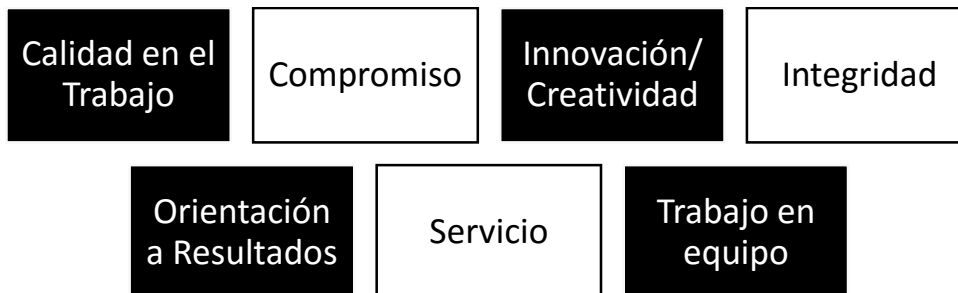 Calidad en el
Trabajo
Compromiso
Innovación/
Creatividad
Integridad
Orientación
a Resultados
Servicio
Trabajo en
equipo